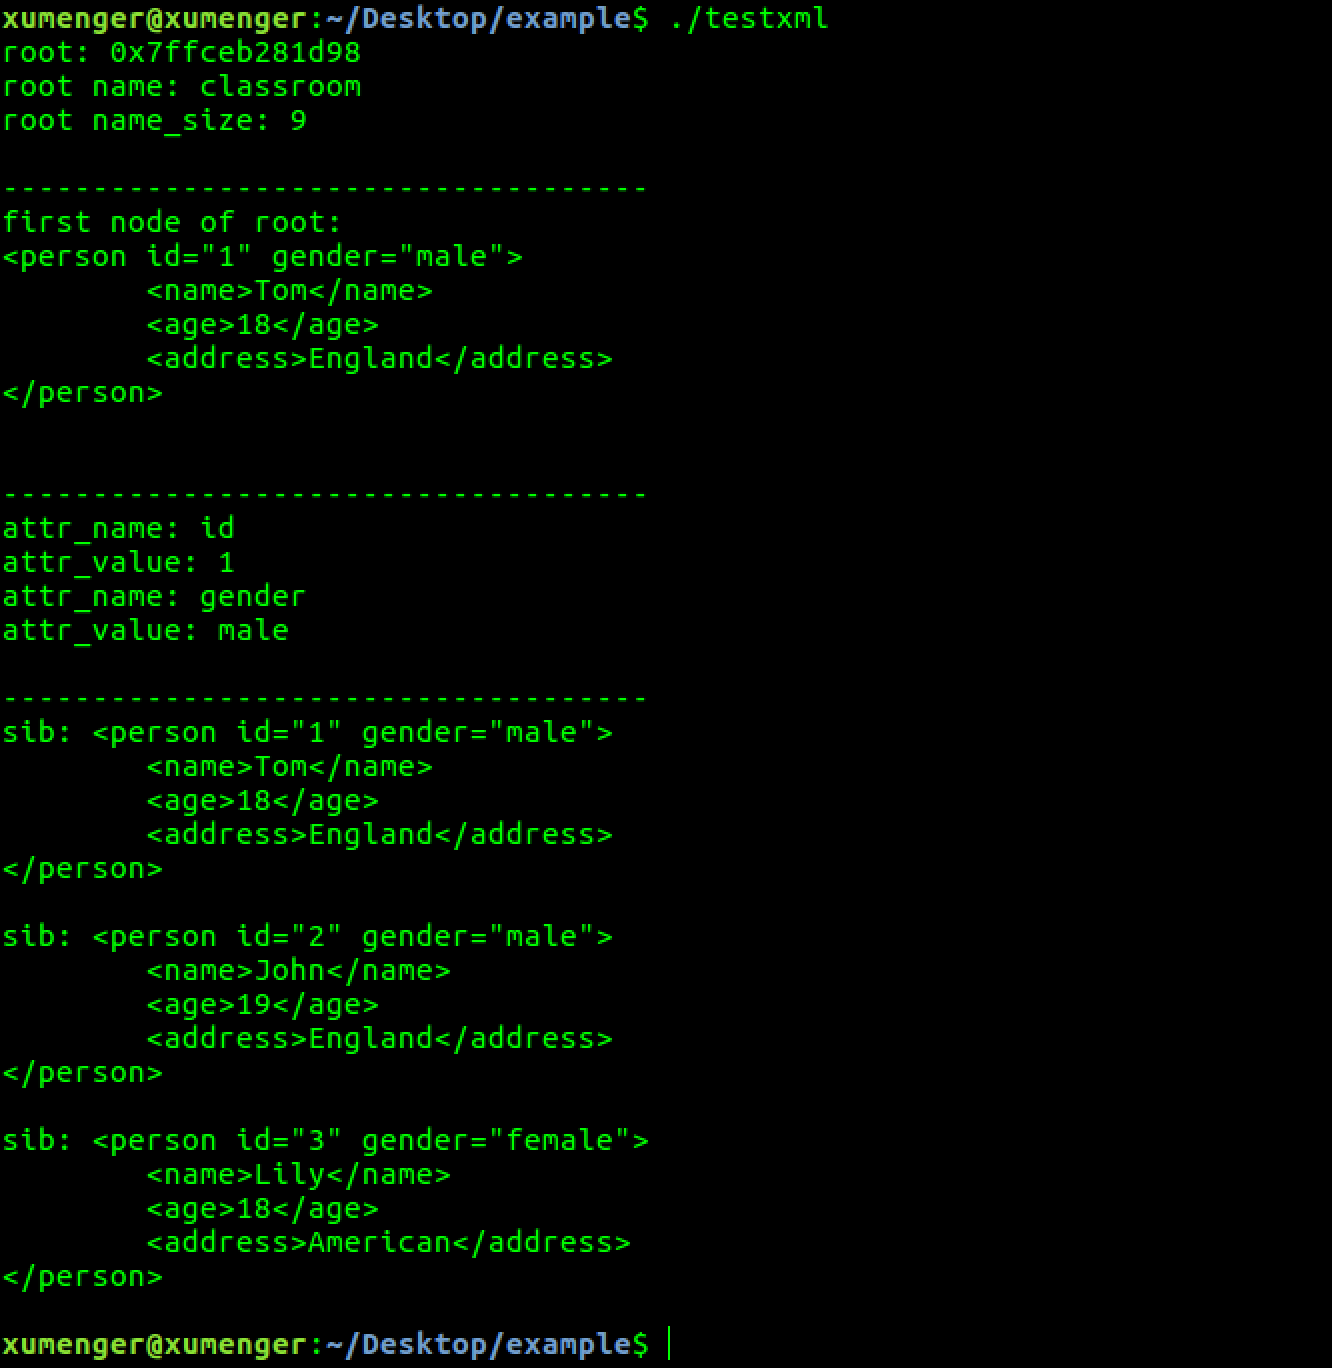 xumenger@xumenger:~/Desktop/example$ ./testxml
root: 0x7ffceb281d98
root name: classroom
root name_size: 9
------------------------------------
first node of root:
<person id="1" gender="male">
        <name>Tom</name>
        <age>18</age>
        <address>England</address>
</person>
------------------------------------
attr_name: id
attr_value: 1
attr_name: gender
attr_value: male
------------------------------------
sib: <person id="1" gender="male">
        <name>Tom</name>
        <age>18</age>
        <address>England</address>
</person>
sib: <person id="2" gender="male">
        <name>John</name>
        <age>19</age>
        <address>England</address>
</person>
sib: <person id="3" gender="female">
        <name>Lily</name>
        <age>18</age>
        <address>American</address>
</person>
xumenger@xumenger:~/Desktop/example$